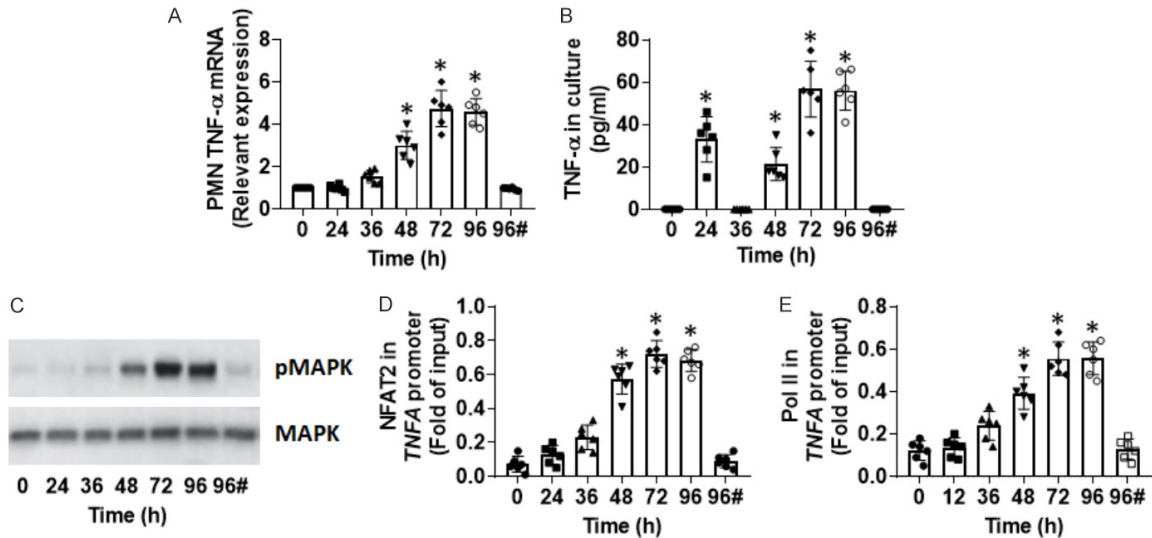 A
PMN TNF-α mRNA
(Relevant expression)
8
6
4
2
0
*
*
*
0 24 36 48 72 96 96#
Time (h)
B
TNF-α in culture
(pg/ml)
80
60
40
20
0
*
*
*
*
0 24 36 48 72 96 96#
Time (h)
C
pMAPK
MAPK
0 24 36 48 72 96 96#
Time (h)
D
NFAT2 in
TNFA promoter
(Fold of input)
1.0
0.8
0.6
0.4
0.2
0.0
*
*
*
0 24 36 48 72 96 96#
Time (h)
E
Pol II in
TNFA promoter
(Fold of input)
0.8
0.6
0.4
0.2
0.0
*
*
*
0 12 36 48 72 96 96#
Time (h)